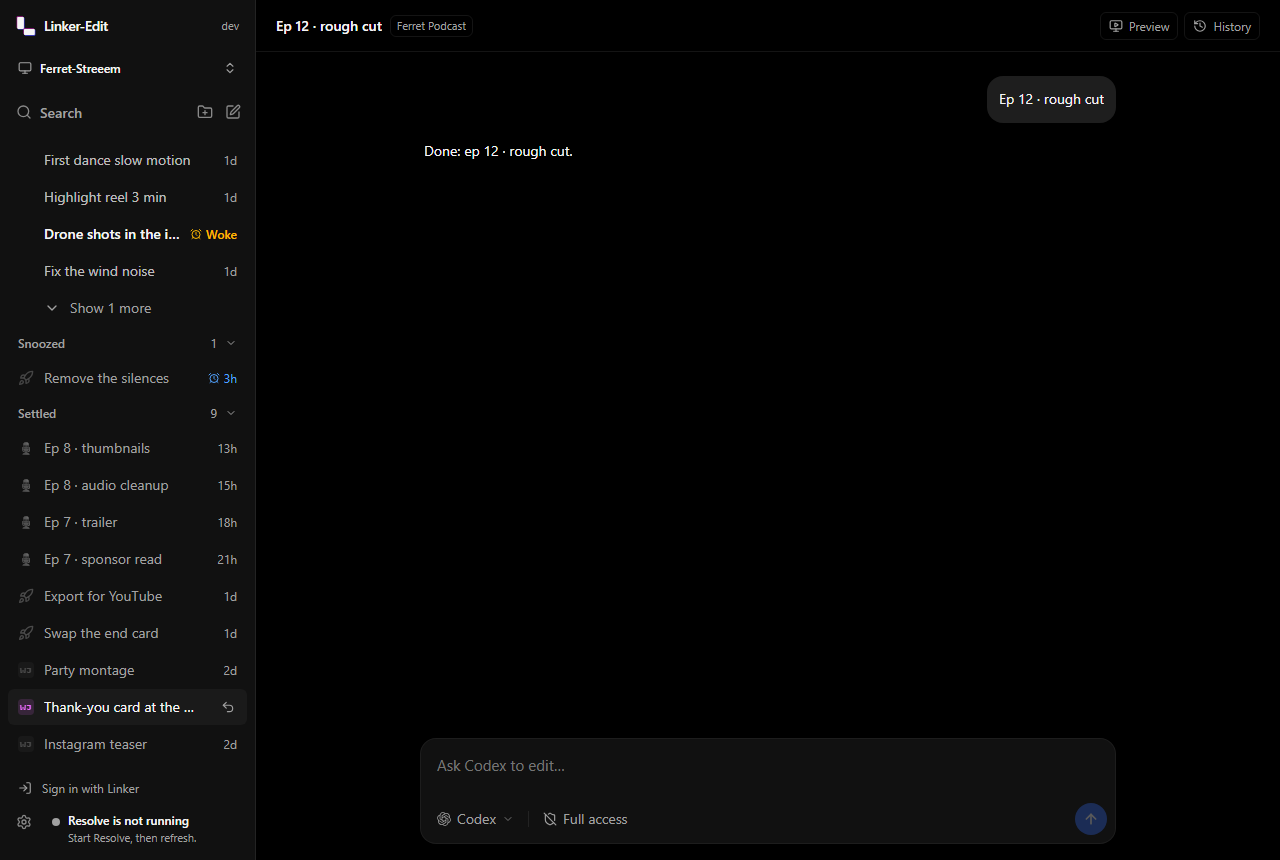 Linker-Edit
dev
Ferret-Streeem
Search
First dance slow motion 1d
Highlight reel 3 min 1d
Drone shots in the i... Woke
Fix the wind noise 1d
Show 1 more
Snoozed 1
Remove the silences 3h
Settled 9
Ep 8 · thumbnails 13h
Ep 8 · audio cleanup 15h
Ep 7 · trailer 18h
Ep 7 · sponsor read 21h
Export for YouTube 1d
Swap the end card 1d
WJ Party montage 2d
WJ Thank-you card at the ...
WJ Instagram teaser 2d
Sign in with Linker
Resolve is not running
Start Resolve, then refresh.
Ep 12 · rough cut Ferret Podcast
Preview History
Ep 12 · rough cut
Done: ep 12 · rough cut.
Ask Codex to edit...
Codex Full access